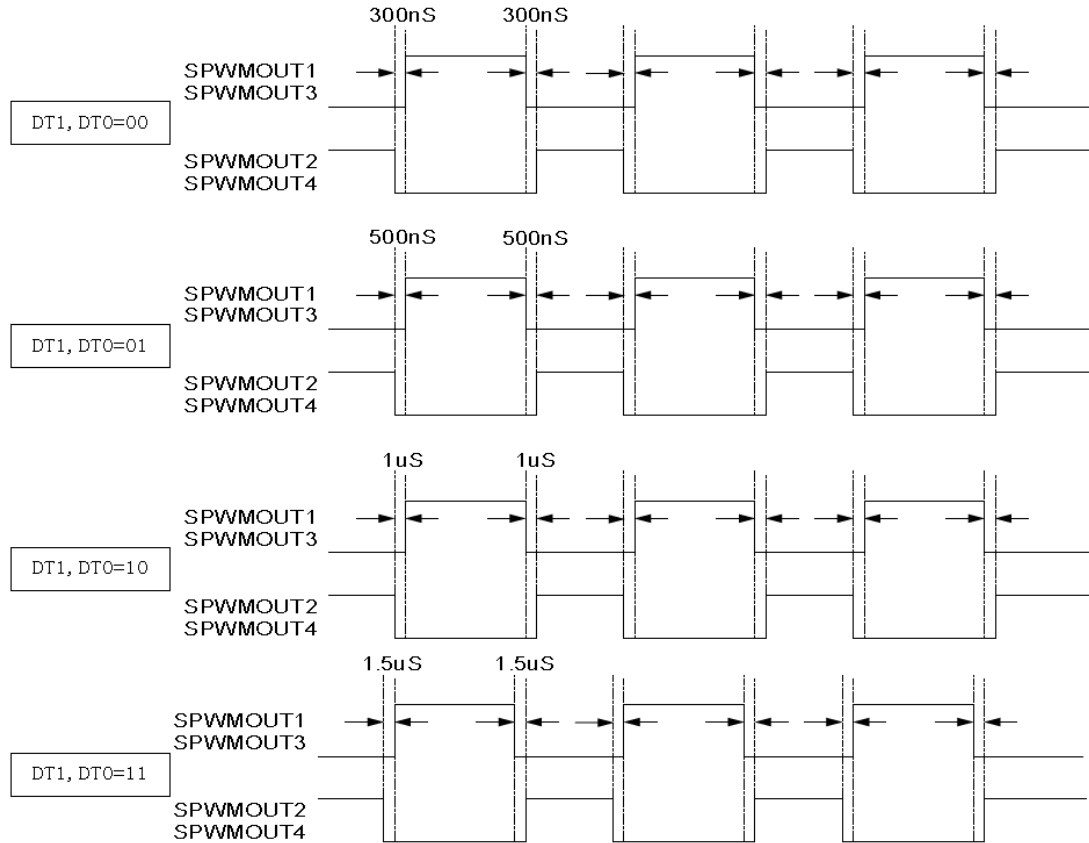 300nS 300nS
SPWMOUT1
SPWMOUT3
DT1, DT0=00
SPWMOUT2
SPWMOUT4
500nS 500nS
SPWMOUT1
SPWMOUT3
DT1, DT0=01
SPWMOUT2
SPWMOUT4
1uS 1uS
SPWMOUT1
SPWMOUT3
DT1, DT0=10
SPWMOUT2
SPWMOUT4
1.5uS 1.5uS
SPWMOUT1
SPWMOUT3
DT1, DT0=11
SPWMOUT2
SPWMOUT4